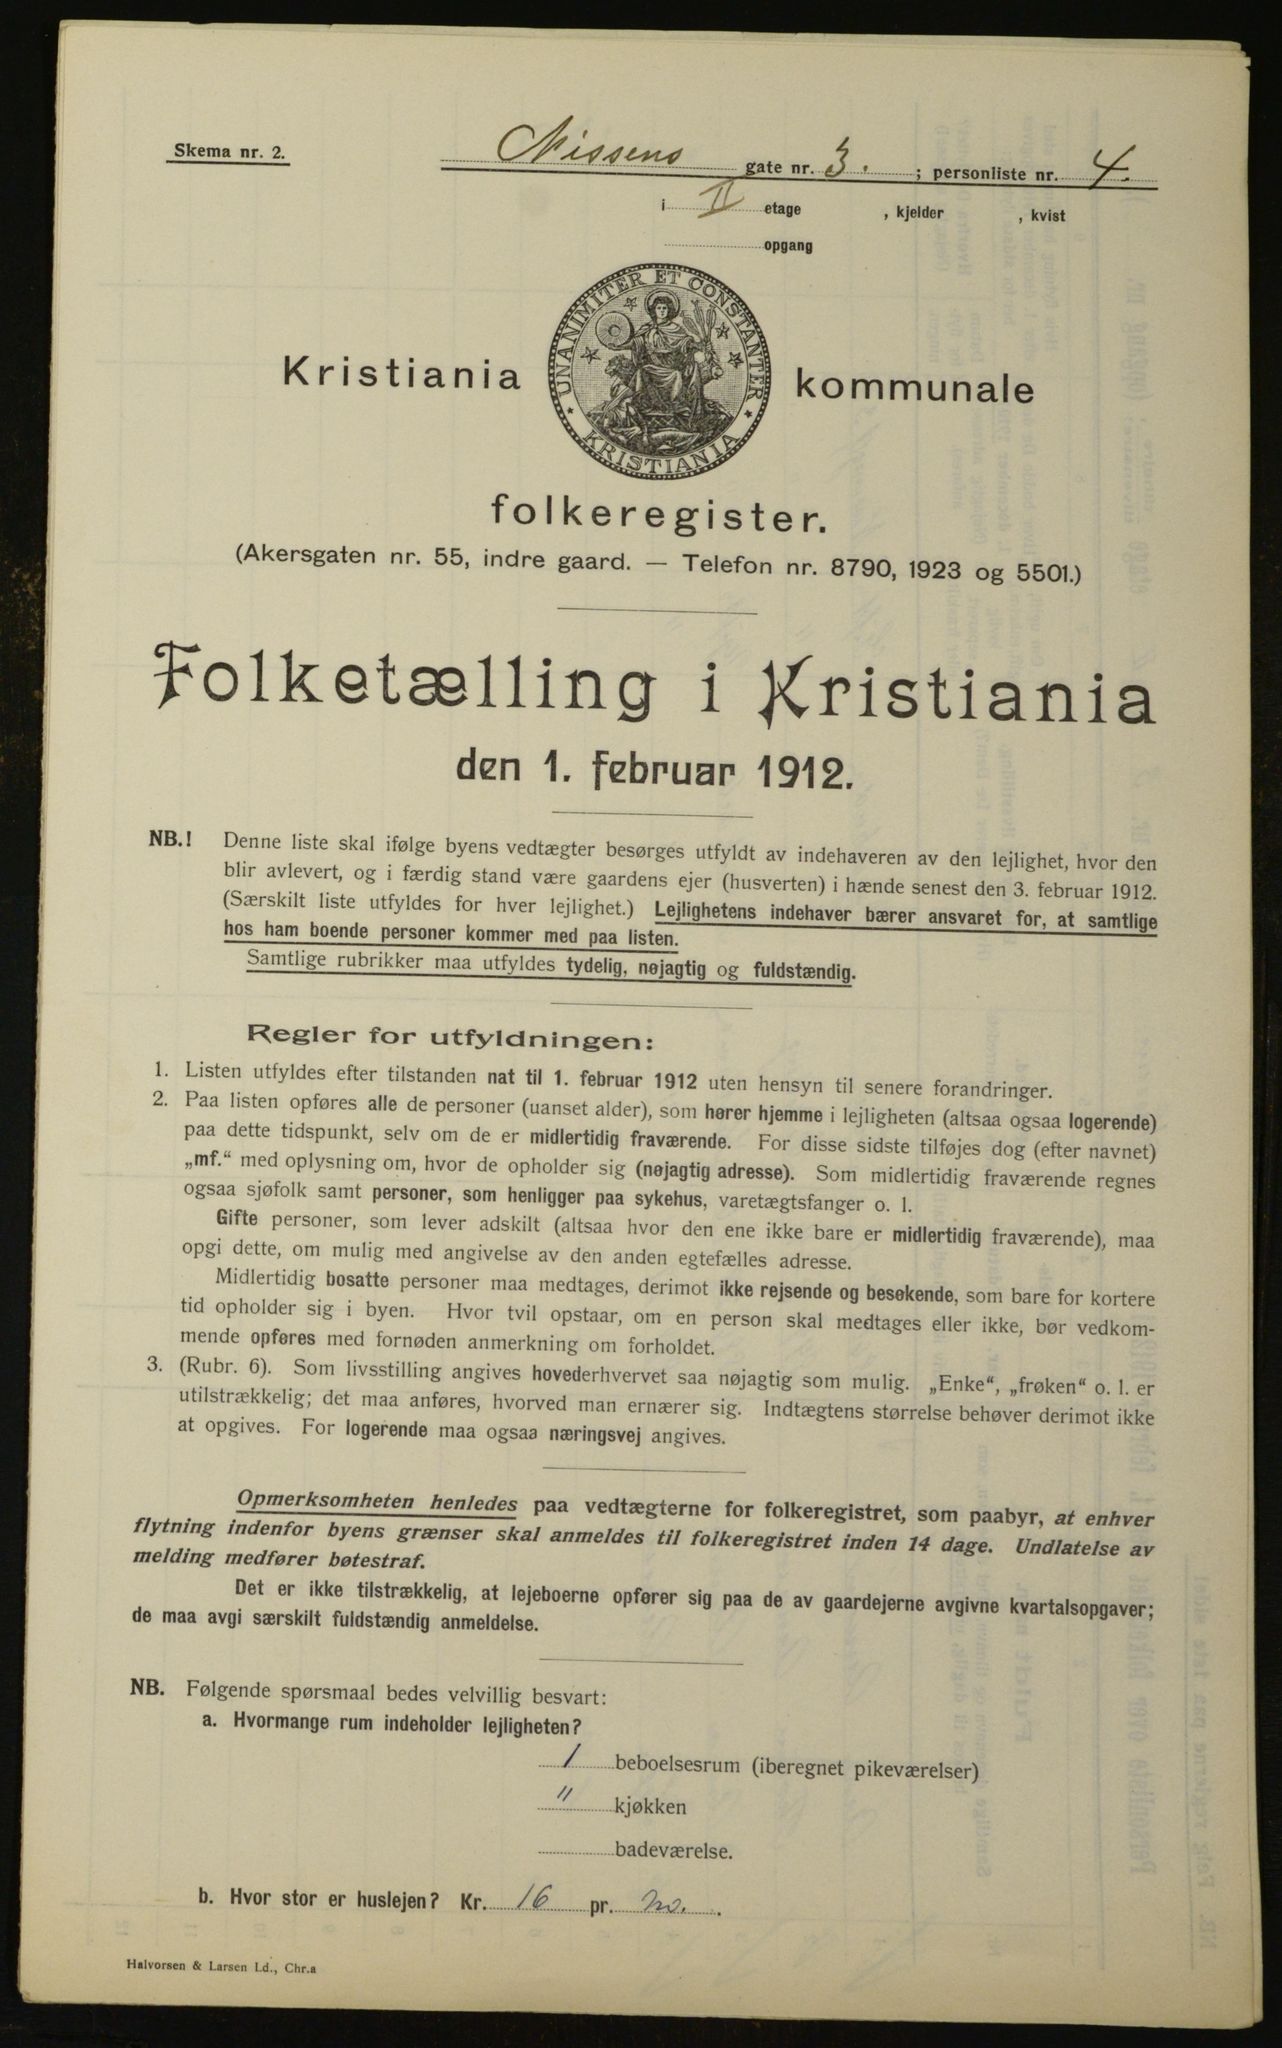 Skema nr. 2.
Nissens gate nr. 3. ; personliste nr. 4.
i II etage , kjelder , kvist
opgang
UNANIMITER ET CONSTANTER
KRISTIANIA
Kristiania kommunale
folkeregister.
(Akersgaten nr. 55, indre gaard. — Telefon nr. 8790, 1923 og 5501.)
Folketælling i Kristiania
den 1. februar 1912.
NB.! Denne liste skal ifølge byens vedtægter besørges utfyldt av indehaveren av den lejlighet, hvor den
blir avlevert, og i færdig stand være gaardens ejer (husverten) i hænde senest den 3. februar 1912.
(Særskilt liste utfyldes for hver lejlighet.) Lejlighetens indehaver bærer ansvaret for, at samtlige
hos ham boende personer kommer med paa listen.
Samtlige rubrikker maa utfyldes tydelig, nøjagtig og fuldstændig.
Regler for utfyldningen:
1. Listen utfyldes efter tilstanden nat til 1. februar 1912 uten hensyn til senere forandringer.
2. Paa listen opføres alle de personer (uanset alder), som hører hjemme i lejligheten (altsaa ogsaa logerende)
paa dette tidspunkt, selv om de er midlertidig fraværende. For disse sidste tilføjes dog (efter navnet)
„mf.“ med oplysning om, hvor de opholder sig (nøjagtig adresse). Som midlertidig fraværende regnes
ogsaa sjøfolk samt personer, som henligger paa sykehus, varetægtsfanger o. l.
Gifte personer, som lever adskilt (altsaa hvor den ene ikke bare er midlertidig fraværende), maa
opgi dette, om mulig med angivelse av den anden egtefælles adresse.
Midlertidig bosatte personer maa medtages, derimot ikke rejsende og besøkende, som bare for kortere
tid opholder sig i byen. Hvor tvil opstaar, om en person skal medtages eller ikke, bør vedkom-
mende opføres med fornøden anmerkning om forholdet.
3. (Rubr. 6). Som livsstilling angives hovederhvervet saa nøjagtig som mulig. „Enke“, „frøken“ o. l. er
utilstrækkelig; det maa anføres, hvorved man ernærer sig. Indtægtens størrelse behøver derimot ikke
at opgives. For logerende maa ogsaa næringsvej angives.
Opmerksomheten henledes paa vedtægterne for folkeregistret, som paabyr, at enhver
flytning indenfor byens grænser skal anmeldes til folkeregistret inden 14 dage. Undlatelse av
melding medfører bøtestraf.
Det er ikke tilstrækkelig, at lejeboerne opfører sig paa de av gaardejerne avgivne kvartalsopgaver;
de maa avgi særskilt fuldstændig anmeldelse.
NB. Følgende spørsmaal bedes velvillig besvart:
a. Hvormange rum indeholder lejligheten?
1 beboelsesrum (iberegnet pikeværelser)
" kjøkken
badeværelse.
b. Hvor stor er huslejen? Kr. 16 pr. m.
Halvorsen & Larsen Ld., Chr.a